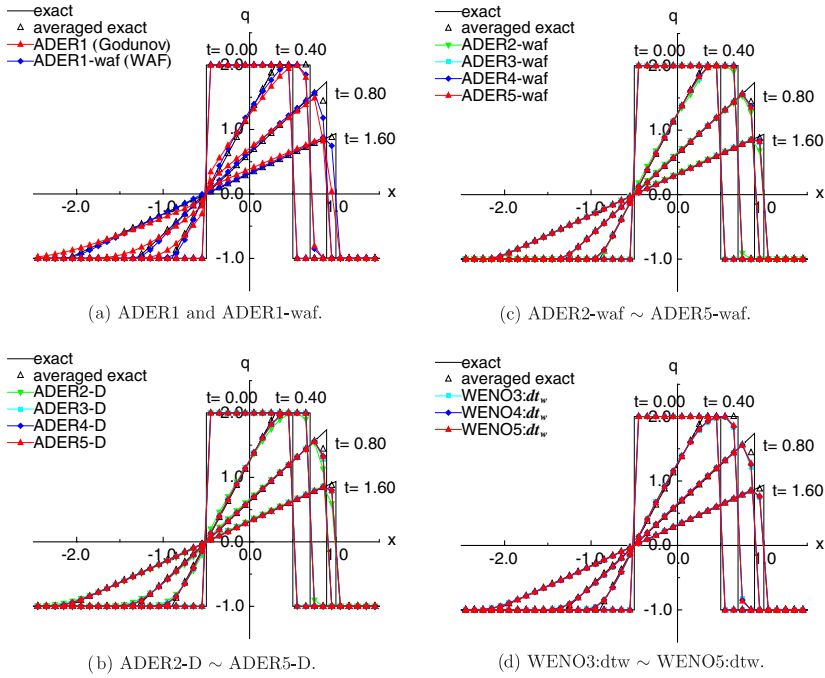 exact
averaged exact
ADER1 (Godunov)
ADER1-waf (WAF)
q
t= 0.00
t= 0.40
2.0
t= 0.80
1.0
t= 1.60
x
-2.0
-1.0
0.0
1.0
-1.0
(a) ADER1 and ADER1-waf.
exact
averaged exact
ADER2-waf
ADER3-waf
ADER4-waf
ADER5-waf
q
t= 0.00
t= 0.40
2.0
t= 0.80
1.0
t= 1.60
x
-2.0
-1.0
0.0
1.0
-1.0
(c) ADER2-waf ∼ ADER5-waf.
exact
averaged exact
ADER2-D
ADER3-D
ADER4-D
ADER5-D
q
t= 0.00
t= 0.40
2.0
t= 0.80
1.0
t= 1.60
x
-2.0
-1.0
0.0
1.0
-1.0
(b) ADER2-D ∼ ADER5-D.
exact
averaged exact
WENO3:dt_w
WENO4:dt_w
WENO5:dt_w
q
t= 0.00
t= 0.40
2.0
t= 0.80
1.0
t= 1.60
x
-2.0
-1.0
0.0
1.0
-1.0
(d) WENO3:dtw ∼ WENO5:dtw.